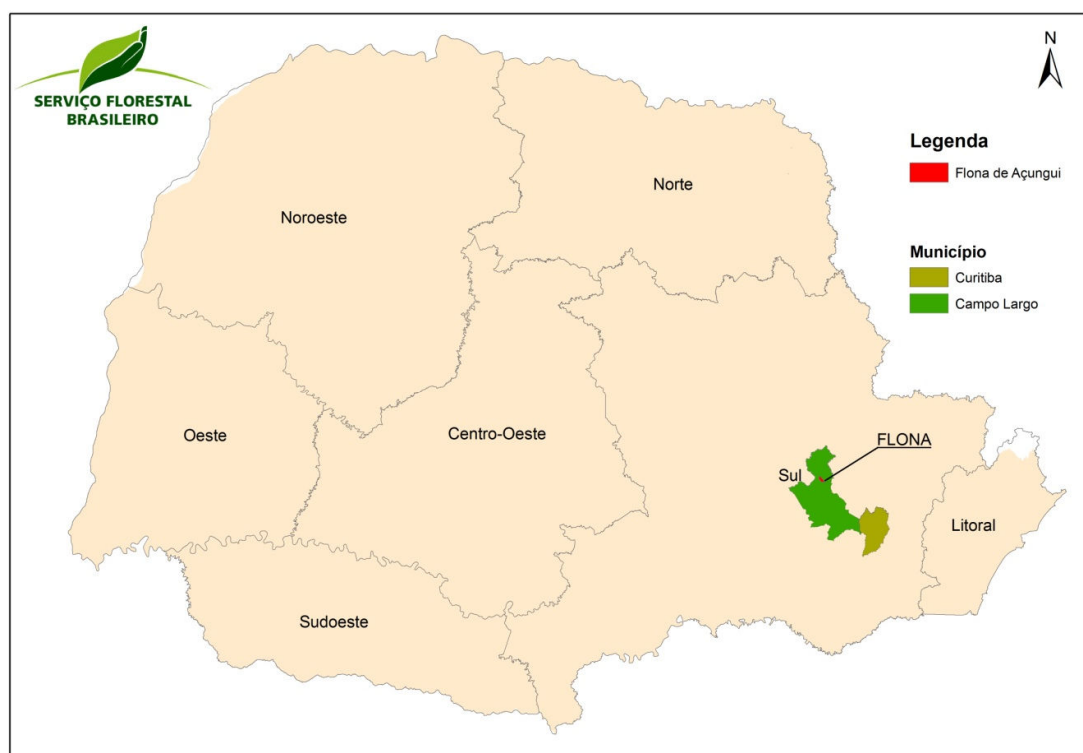 SERVIÇO FLORESTAL
BRASILEIRO
N
Legenda
Flona de Açungui
Município
Curitiba
Campo Largo
Noroeste
Norte
Oeste
Centro-Oeste
FLONA
Sul
Litoral
Sudoeste